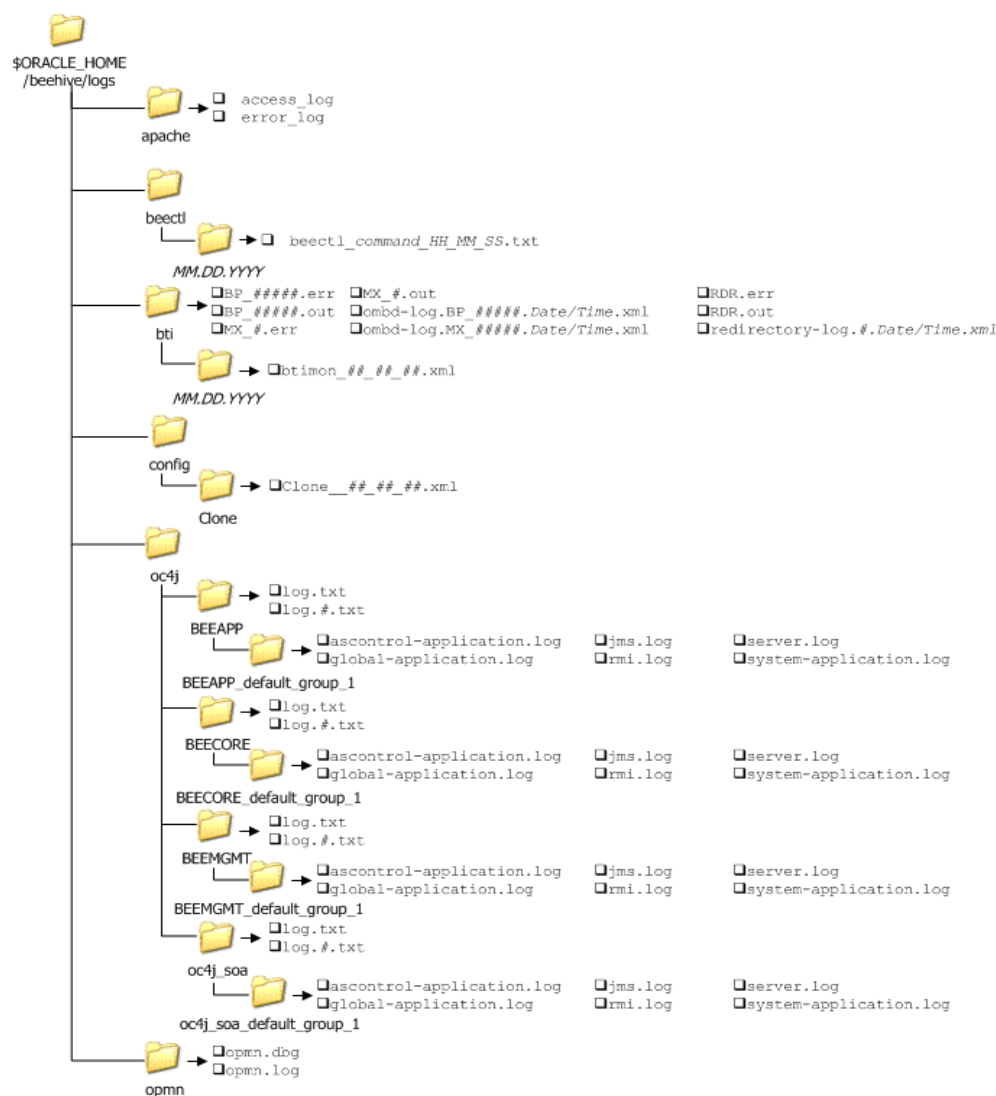 $ORACLE_HOME
/beehive/logs
access_log
error_log
apache
beectl
beectl_command_HH_MM_SS.txt
MM.DD.YYYY
BP_#####.err MX_#.out RDR.err
BP_#####.out ombd-log.BP_#####.Date/Time.xml RDR.out
MX_#.err ombd-log.MX_#####.Date/Time.xml redirectory-log.#.Date/Time.xml
bti
btimon_##_##_##.xml
MM.DD.YYYY
config
Clone__##_##_##.xml
Clone
oc4j
log.txt
log.#.txt
BEEAPP
ascontrol-application.log jms.log server.log
global-application.log rmi.log system-application.log
BEEAPP_default_group_1
log.txt
log.#.txt
BEECORE
ascontrol-application.log jms.log server.log
global-application.log rmi.log system-application.log
BEECORE_default_group_1
log.txt
log.#.txt
BEEMGMT
ascontrol-application.log jms.log server.log
global-application.log rmi.log system-application.log
BEEMGMT_default_group_1
log.txt
log.#.txt
oc4j_soa
ascontrol-application.log jms.log server.log
global-application.log rmi.log system-application.log
oc4j_soa_default_group_1
opmn.dbg
opmn.log
opmn